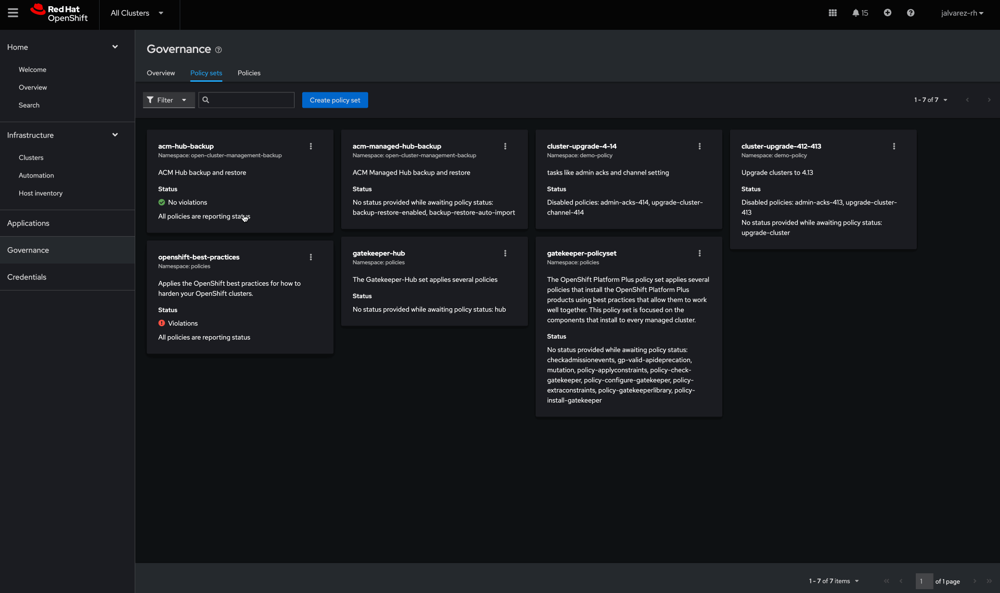 Red Hat
OpenShift
All Clusters
15
jalvarez-rh
Home
Welcome
Overview
Search
Infrastructure
Clusters
Automation
Host inventory
Applications
Governance
Credentials
Governance
Overview
Policy sets
Policies
Filter
Create policy set
1 - 7 of 7
acm-hub-backup
Namespace: open-cluster-management-backup
ACM Hub backup and restore
Status
No violations
All policies are reporting status
acm-managed-hub-backup
Namespace: open-cluster-management-backup
ACM Managed Hub backup and restore
Status
No status provided while awaiting policy status:
backup-restore-enabled, backup-restore-auto-import
cluster-upgrade-4-14
Namespace: demo-policy
tasks like admin acks and channel setting
Status
Disabled policies: admin-acks-414, upgrade-cluster-
channel-414
cluster-upgrade-412-413
Namespace: demo-policy
Upgrade clusters to 4.13
Status
Disabled policies: admin-acks-413, upgrade-cluster-
413
No status provided while awaiting policy status:
upgrade-cluster
openshift-best-practices
Namespace: policies
Applies the OpenShift best practices for how to
harden your OpenShift clusters.
Status
Violations
All policies are reporting status
gatekeeper-hub
Namespace: policies
The Gatekeeper-Hub set applies several policies
Status
No status provided while awaiting policy status: hub
gatekeeper-policyset
Namespace: policies
The OpenShift Platform Plus policy set applies several
policies that install the OpenShift Platform Plus
products using best practices that allow them to work
well together. This policy set is focused on the
components that install to every managed cluster.
Status
No status provided while awaiting policy status:
checkadmissionevents, gp-valid-apideprecation,
mutation, policy-applyconstraints, policy-check-
gatekeeper, policy-configure-gatekeeper, policy-
extraconstraints, policy-gatekeeperlibrary, policy-
install-gatekeeper
1 - 7 of 7 items
1 of 1 page